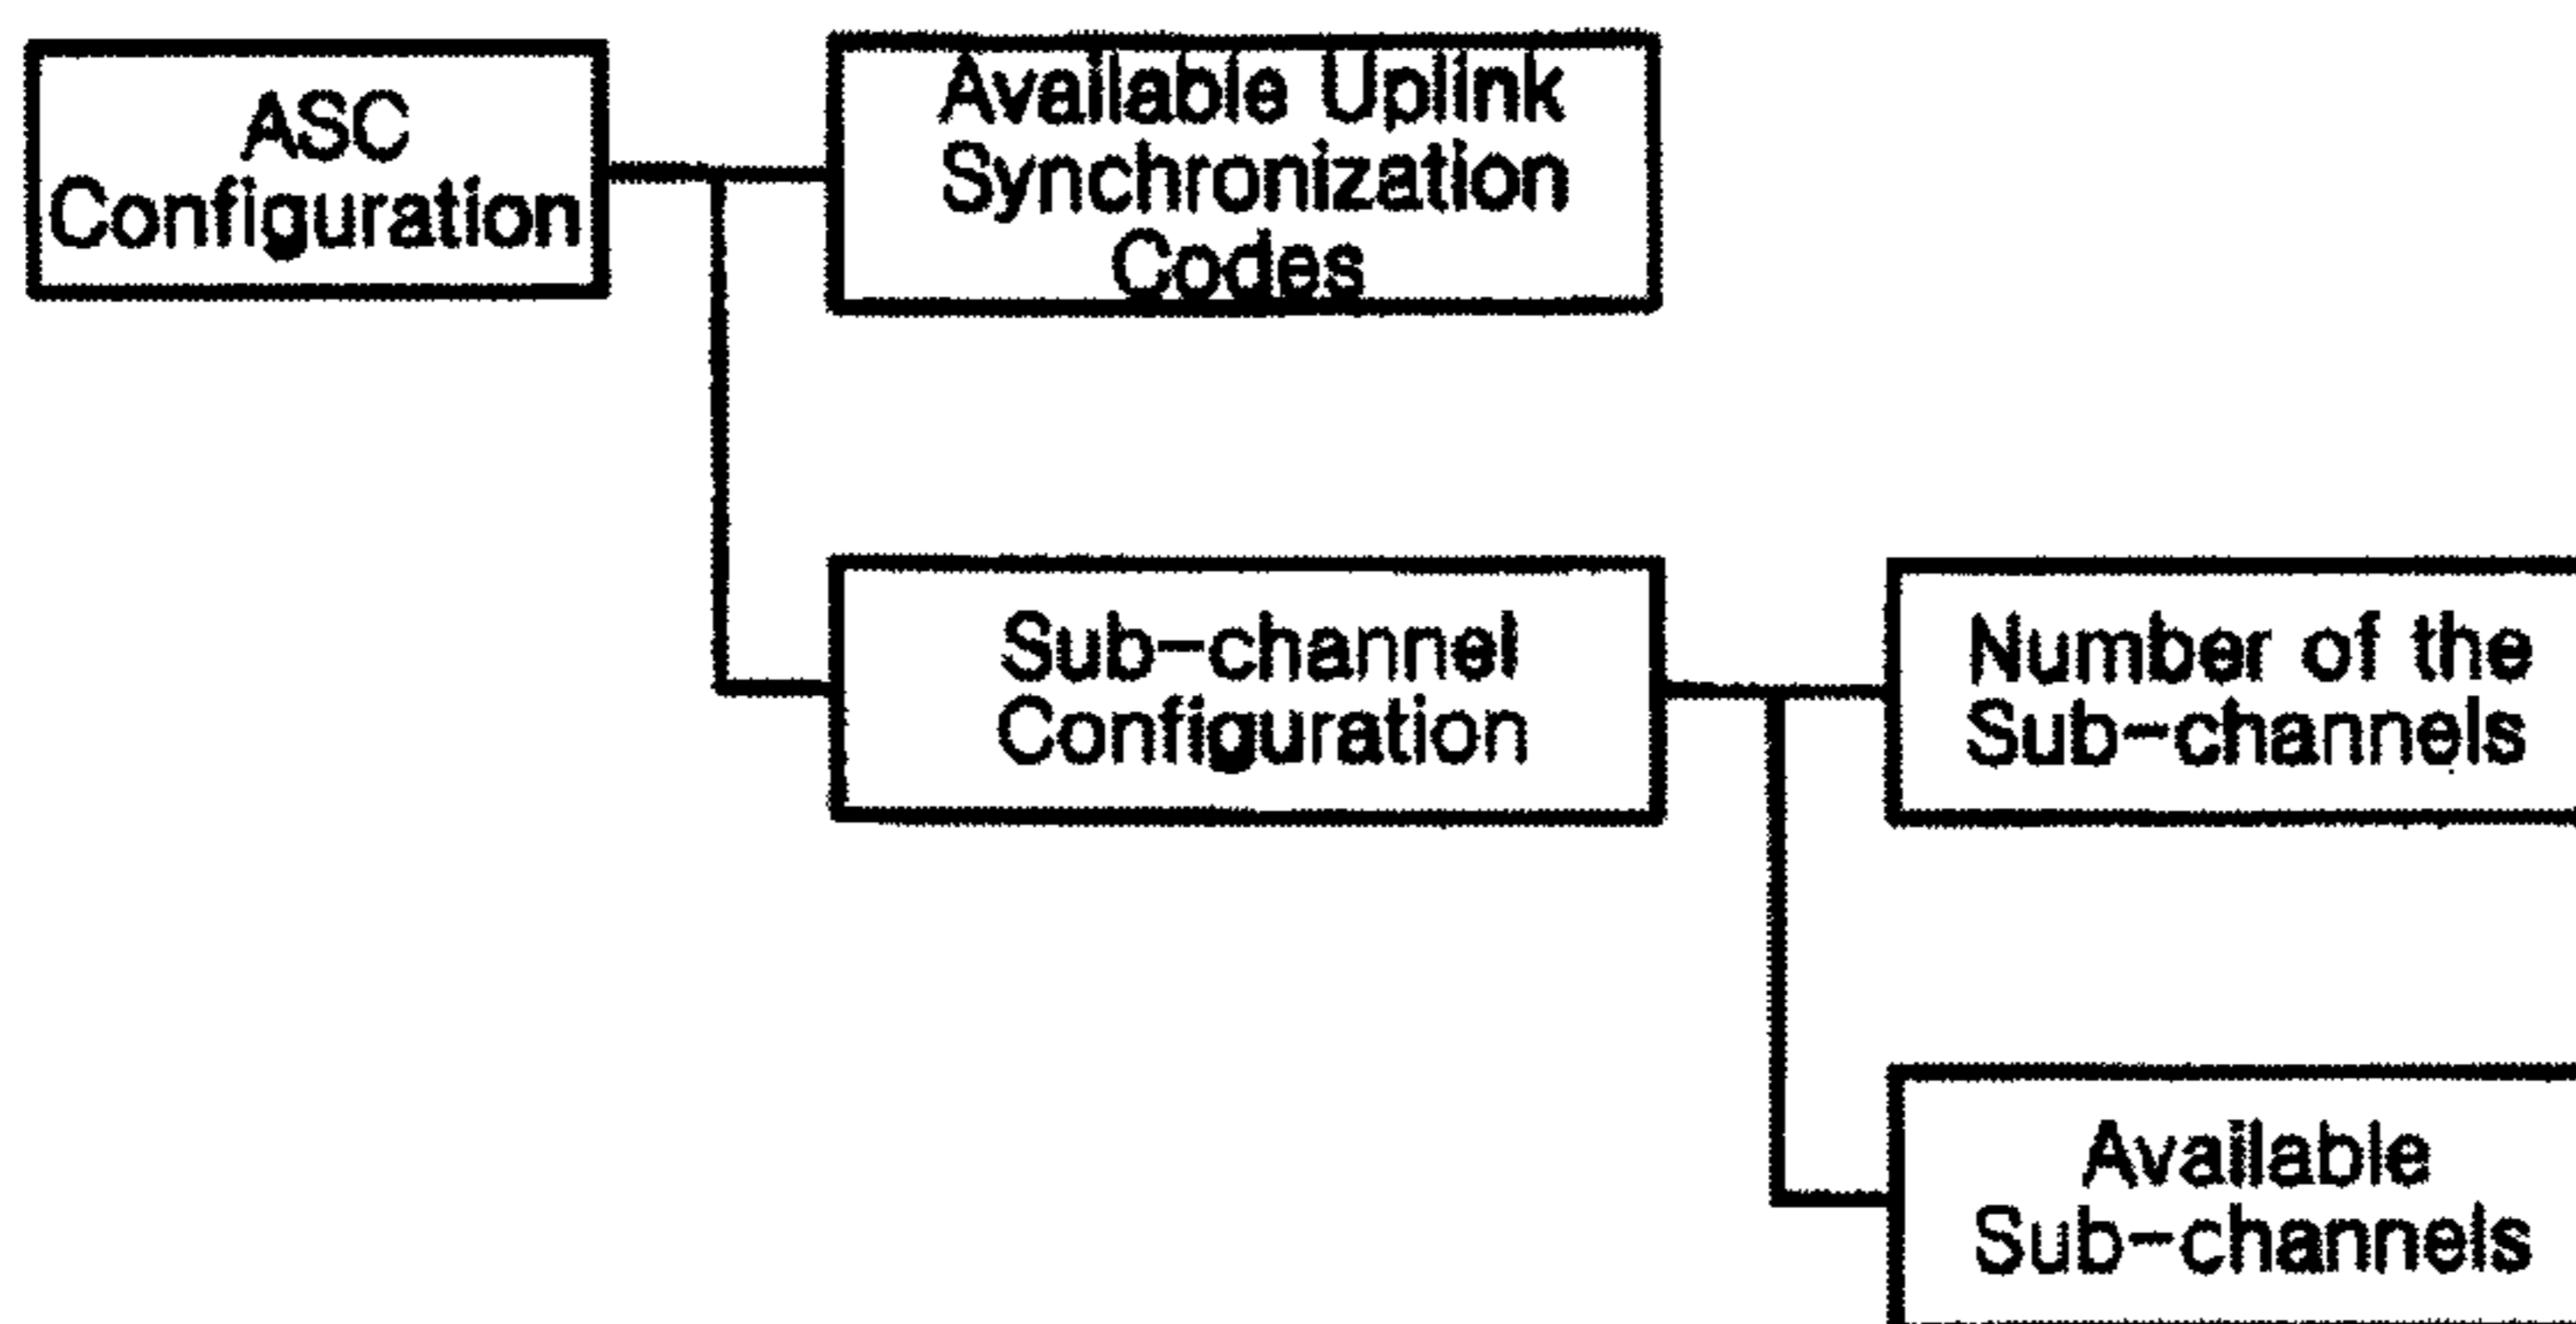 ASC
Configuration
Available Uplink
Synchronization
Codes
Sub-channel
Configuration
Number of the
Sub-channels
Available
Sub-channels